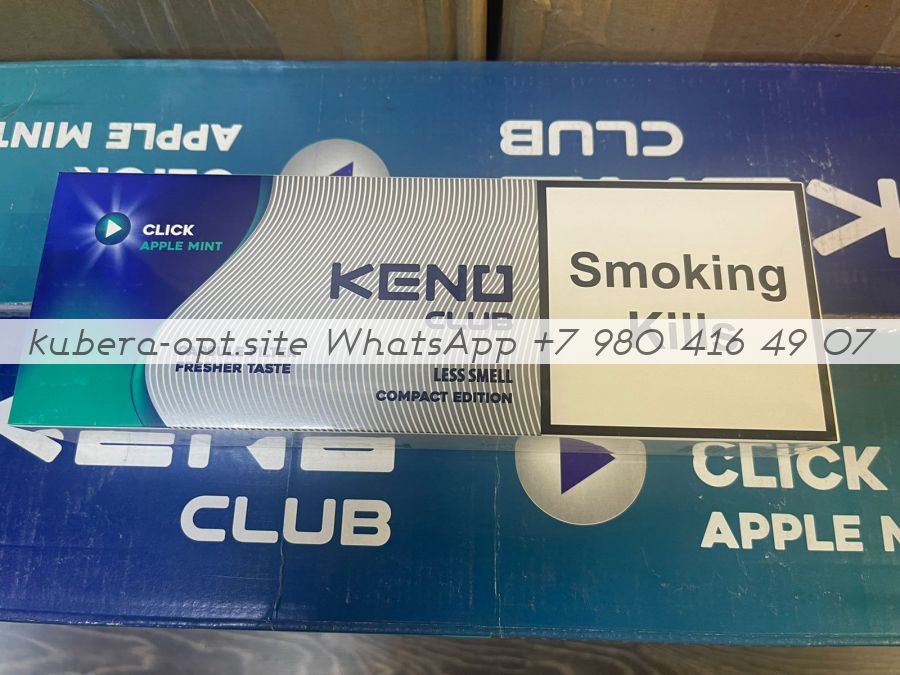 APPLE MINT
CLICK
CLUB
CLICK
APPLE MINT
KENO
CLUB
FRESHER TASTE
LESS SMELL
COMPACT EDITION
Smoking
Kills
kubera-opt.site WhatsApp +7 980 416 49 07
KENO
CLUB
CLICK
APPLE